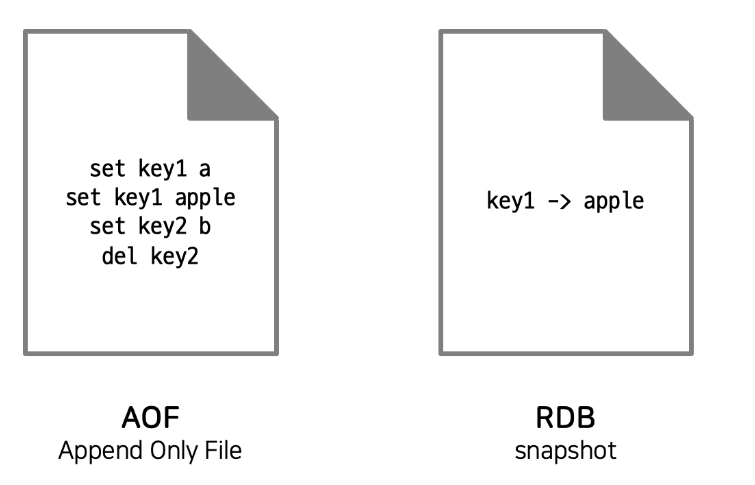 set key1 a
set key1 apple
set key2 b
del key2
key1 -> apple
AOF
Append Only File
RDB
snapshot